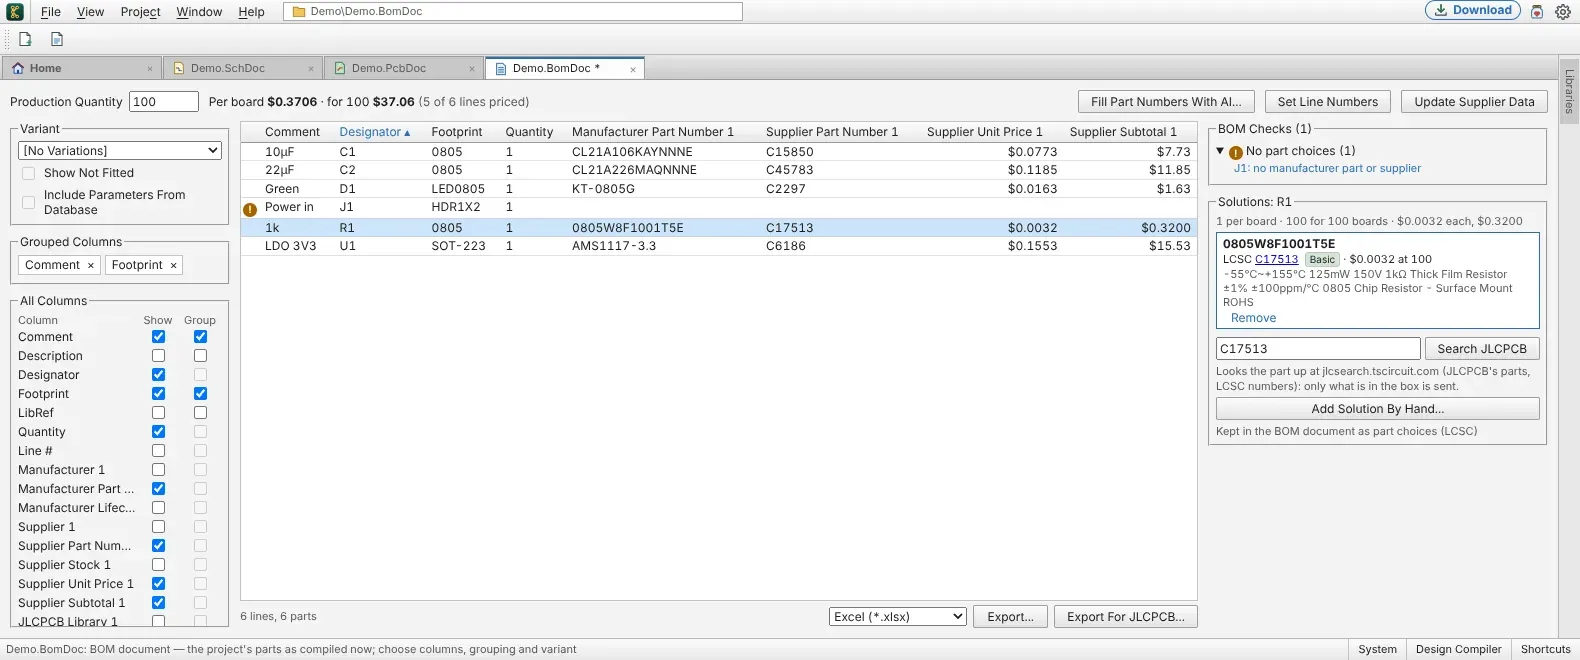 File View Project Window Help Demo\Demo.BomDoc Download
Home × Demo.SchDoc × Demo.PcbDoc × Demo.BomDoc * ×
Libraries
Production Quantity 100 Per board $0.3706 · for 100 $37.06 (5 of 6 lines priced) Fill Part Numbers With AI... Set Line Numbers Update Supplier Data
Variant
[No Variations]
Show Not Fitted
Include Parameters From
Database
Grouped Columns
Comment × Footprint ×
All Columns
Column Show Group
Comment
Description
Designator
Footprint
LibRef
Quantity
Line #
Manufacturer 1
Manufacturer Part ...
Manufacturer Lifec...
Supplier 1
Supplier Part Num...
Supplier Stock 1
Supplier Unit Price 1
Supplier Subtotal 1
JLCPCB Library 1
Comment Designator ▲ Footprint Quantity Manufacturer Part Number 1 Supplier Part Number 1 Supplier Unit Price 1 Supplier Subtotal 1
10µF C1 0805 1 CL21A106KAYNNNE C15850 $0.0773 $7.73
22µF C2 0805 1 CL21A226MAQNNNE C45783 $0.1185 $11.85
Green D1 LED0805 1 KT-0805G C2297 $0.0163 $1.63
! Power in J1 HDR1X2 1
1k R1 0805 1 0805W8F1001T5E C17513 $0.0032 $0.3200
LDO 3V3 U1 SOT-223 1 AMS1117-3.3 C6186 $0.1553 $15.53
6 lines, 6 parts Excel (*.xlsx) Export... Export For JLCPCB...
BOM Checks (1)
▼ ! No part choices (1)
J1: no manufacturer part or supplier
Solutions: R1
1 per board · 100 for 100 boards · $0.0032 each, $0.3200
0805W8F1001T5E
LCSC C17513 Basic · $0.0032 at 100
-55°C~+155°C 125mW 150V 1kΩ Thick Film Resistor
±1% ±100ppm/°C 0805 Chip Resistor - Surface Mount
ROHS
Remove
C17513 Search JLCPCB
Looks the part up at jlcsearch.tscircuit.com (JLCPCB's parts,
LCSC numbers): only what is in the box is sent.
Add Solution By Hand...
Kept in the BOM document as part choices (LCSC)
Demo.BomDoc: BOM document — the project's parts as compiled now; choose columns, grouping and variant System Design Compiler Shortcuts